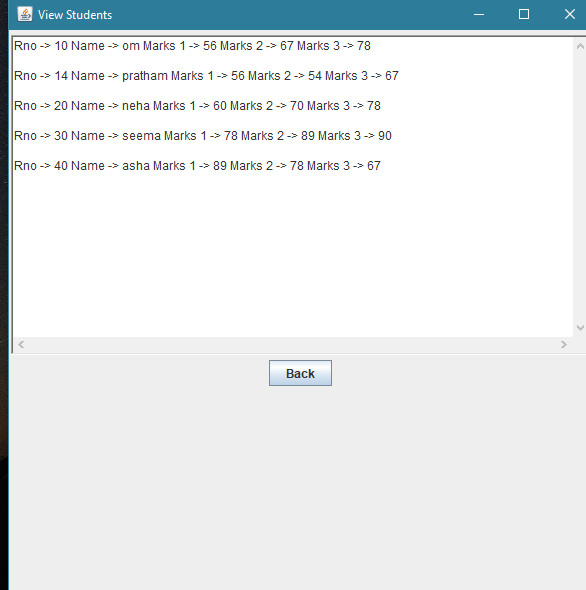 View Students
Rno -> 10 Name -> om Marks 1 -> 56 Marks 2 -> 67 Marks 3 -> 78
Rno -> 14 Name -> pratham Marks 1 -> 56 Marks 2 -> 54 Marks 3 -> 67
Rno -> 20 Name -> neha Marks 1 -> 60 Marks 2 -> 70 Marks 3 -> 78
Rno -> 30 Name -> seema Marks 1 -> 78 Marks 2 -> 89 Marks 3 -> 90
Rno -> 40 Name -> asha Marks 1 -> 89 Marks 2 -> 78 Marks 3 -> 67
Back